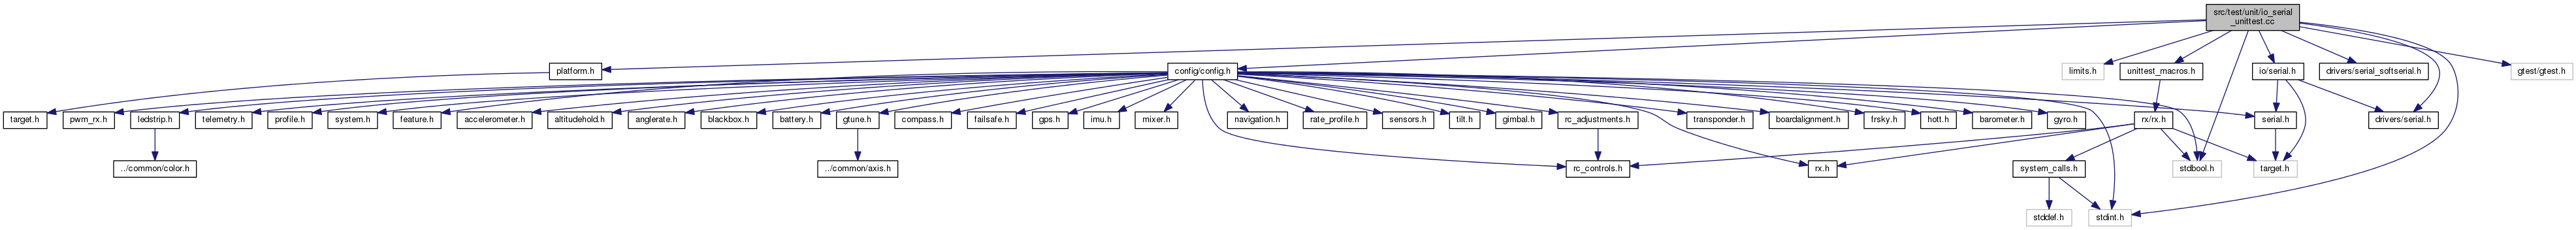 src/test/unit/io_serial
_unittest.cc
platform.h
config/config.h
limits.h
unittest_macros.h
io/serial.h
drivers/serial_softserial.h
gtest/gtest.h
target.h
pwm_rx.h
ledstrip.h
telemetry.h
profile.h
system.h
feature.h
accelerometer.h
altitudehold.h
anglerate.h
blackbox.h
battery.h
gtune.h
compass.h
failsafe.h
gps.h
imu.h
mixer.h
navigation.h
rate_profile.h
sensors.h
tilt.h
gimbal.h
rc_adjustments.h
transponder.h
boardalignment.h
frsky.h
hott.h
barometer.h
gyro.h
rx/rx.h
serial.h
drivers/serial.h
../common/color.h
../common/axis.h
rc_controls.h
rx.h
system_calls.h
stdbool.h
target.h
stddef.h
stdint.h